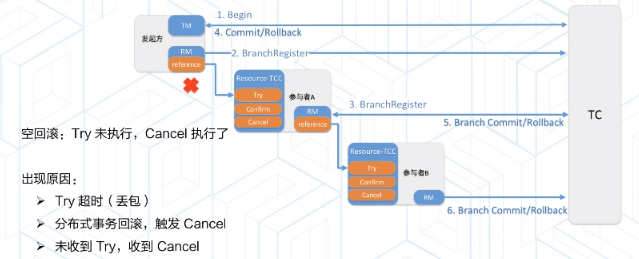 1. Begin
TM
4. Commit/Rollback
发起方
RM
2. BranchRegister
reference
Resource-TCC
Try
参与者A
Confirm
RM
3. BranchRegister
TC
Cancel
reference
5. Branch Commit/Rollback
空回滚：Try 未执行，Cancel 执行了
Resource-TCC
Try
参与者B
出现原因：
Confirm
Cancel
RM
➢ Try 超时（丢包）
6. Branch Commit/Rollback
➢ 分布式事务回滚，触发 Cancel
➢ 未收到 Try，收到 Cancel